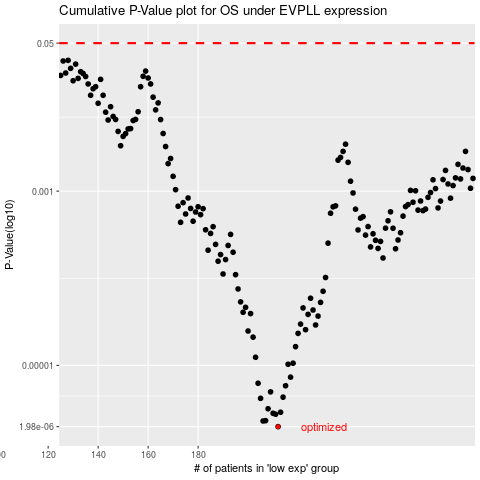 Cumulative P-Value plot for OS under EVPLL expression
0.05
0.001
0.00001
1.98e-06
P-Value(log10)
optimized
00 120 140 160 180
# of patients in 'low exp' group